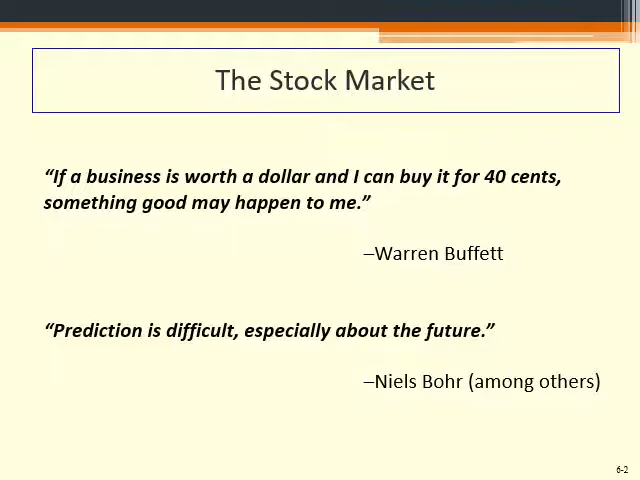 The Stock Market
“If a business is worth a dollar and I can buy it for 40 cents,
something good may happen to me.”
–Warren Buffett
“Prediction is difficult, especially about the future.”
–Niels Bohr (among others)
6-2